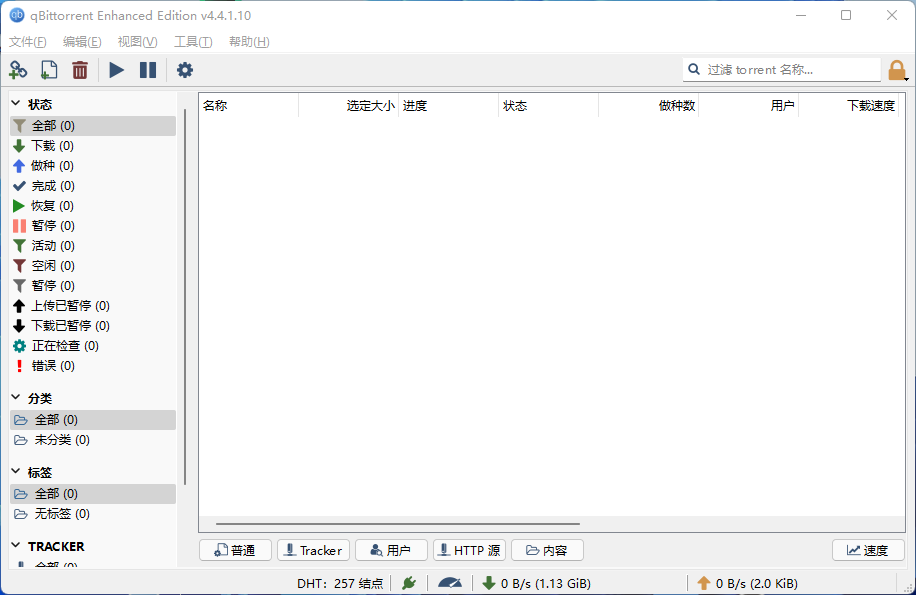 qBittorrent Enhanced Edition v4.4.1.10
文件(F) 编辑(E) 视图(V) 工具(T) 帮助(H)
过滤 torrent 名称...
名称 选定大小 进度 状态 做种数 用户 下载速度
状态
全部 (0)
下载 (0)
做种 (0)
完成 (0)
恢复 (0)
暂停 (0)
活动 (0)
空闲 (0)
暂停 (0)
上传已暂停 (0)
下载已暂停 (0)
正在检查 (0)
错误 (0)
分类
全部 (0)
未分类 (0)
标签
全部 (0)
无标签 (0)
TRACKER
全部 (0)
普通 Tracker 用户 HTTP 源 内容 速度
DHT：257 结点 0 B/s (1.13 GiB) 0 B/s (2.0 KiB)